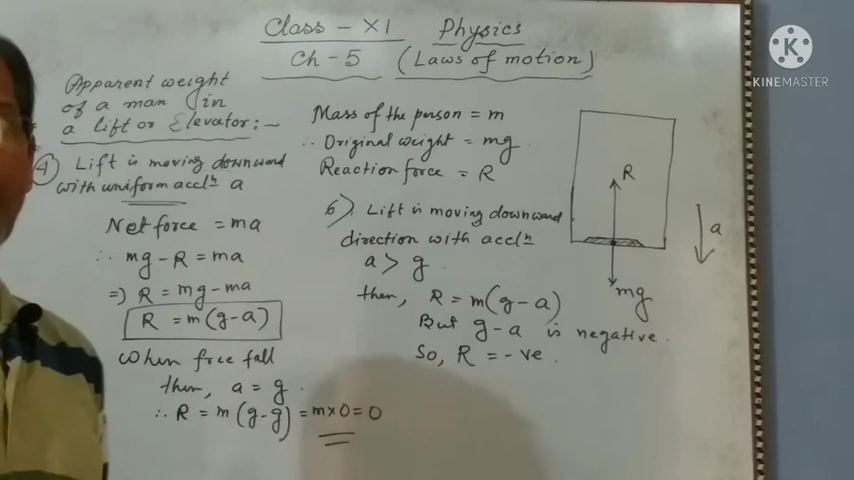 Class - XI Physics
Ch - 5 (Laws of motion)
Apparent weight
of a man in
a lift or Elevator:-
4) Lift is moving downward
with uniform accln a
Net force = ma
∴ mg - R = ma
=> R = mg - ma
R = m(g-a)
When free fall
then, a = g.
∴ R = m(g-g) = m×0 = 0
Mass of the person = m
∴ Original weight = mg.
Reaction force = R
6) Lift is moving downward
direction with accln
a > g.
then, R = m(g-a)
But g-a is negative.
So, R = -ve.
R
a
mg
K
KINEMASTER